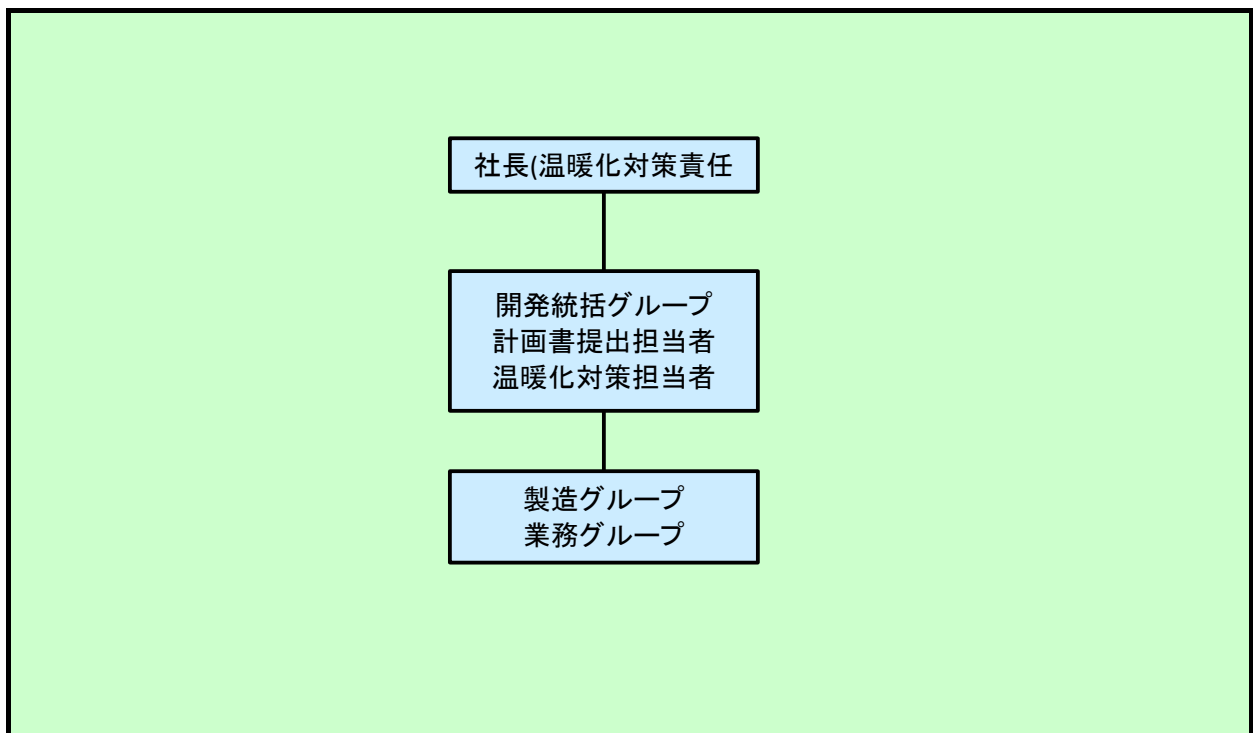 社長(温暖化対策責任
開発統括グループ
計画書提出担当者
温暖化対策担当者
製造グループ
業務グループ